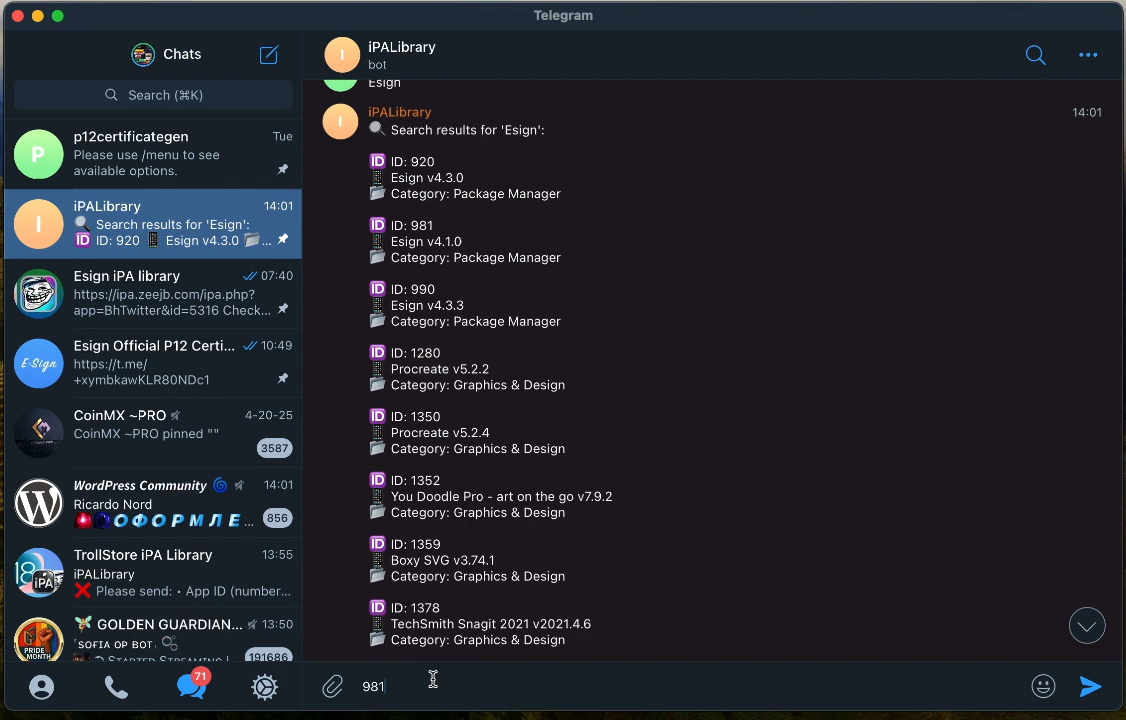 Telegram
Chats
Search (⌘K)
p12certificategen
Tue
Please use /menu to see
available options.
iPALibrary
14:01
Search results for 'Esign':
ID: 920 Esign v4.3.0 ...
Esign iPA library
07:40
https://ipa.zeejb.com/ipa.php?
app=BhTwitter&id=5316 Check...
Esign Official P12 Certi...
10:49
https://t.me/
+xymbkawKLR80NDc1
CoinMX ~PRO
4-20-25
CoinMX ~PRO pinned ""
3587
WordPress Community
14:01
Ricardo Nord
ОФОРМЛЕ...
856
TrollStore iPA Library
13:55
iPALibrary
Please send: • App ID (number...
GOLDEN GUARDIAN...
13:50
SOFIA OP BOT
191686
71
iPALibrary
bot
Esign
iPALibrary
14:01
Search results for 'Esign':
ID: 920
Esign v4.3.0
Category: Package Manager
ID: 981
Esign v4.1.0
Category: Package Manager
ID: 990
Esign v4.3.3
Category: Package Manager
ID: 1280
Procreate v5.2.2
Category: Graphics & Design
ID: 1350
Procreate v5.2.4
Category: Graphics & Design
ID: 1352
You Doodle Pro - art on the go v7.9.2
Category: Graphics & Design
ID: 1359
Boxy SVG v3.74.1
Category: Graphics & Design
ID: 1378
TechSmith Snagit 2021 v2021.4.6
Category: Graphics & Design
981